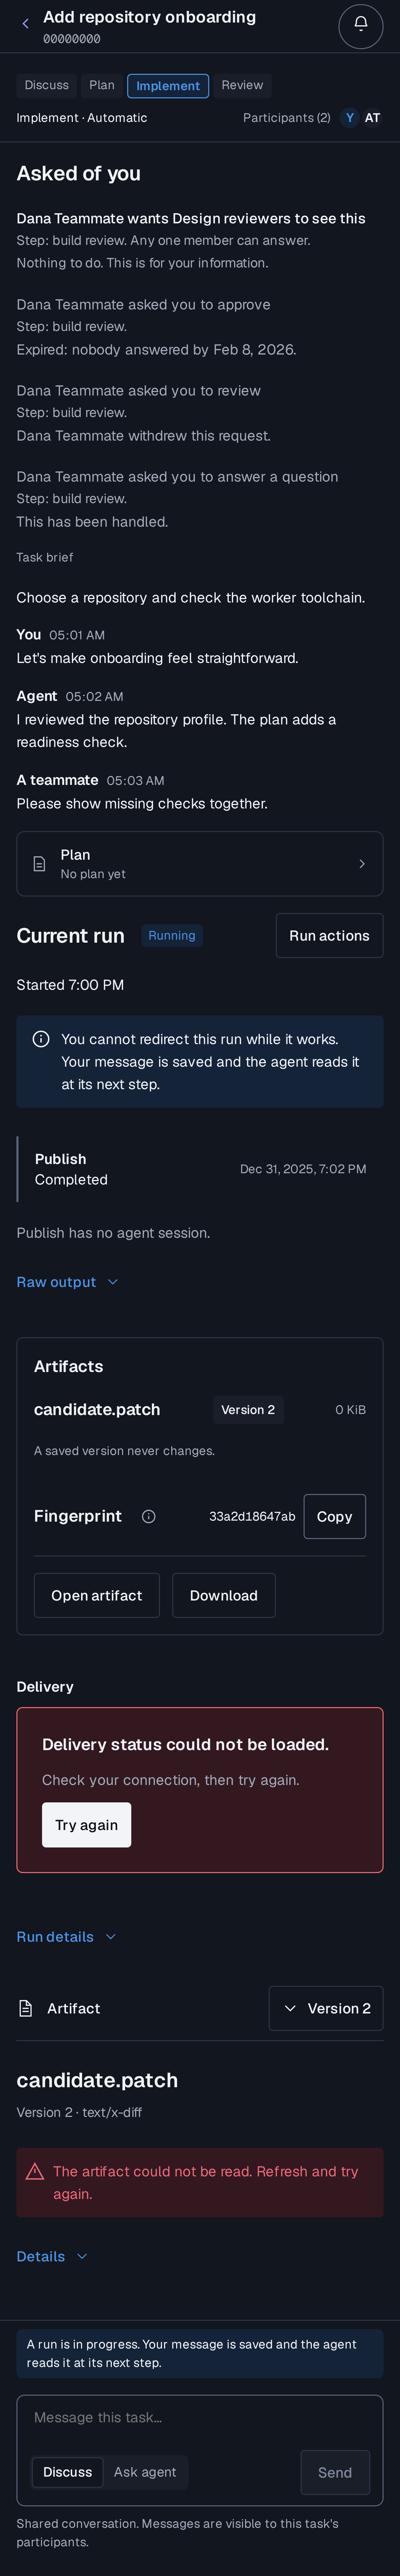 Add repository onboarding
00000000
Discuss
Plan
Implement
Review
Implement · Automatic
Participants (2)
Y
AT
Asked of you
Dana Teammate wants Design reviewers to see this
Step: build review. Any one member can answer.
Nothing to do. This is for your information.
Dana Teammate asked you to approve
Step: build review.
Expired: nobody answered by Feb 8, 2026.
Dana Teammate asked you to review
Step: build review.
Dana Teammate withdrew this request.
Dana Teammate asked you to answer a question
Step: build review.
This has been handled.
Task brief
Choose a repository and check the worker toolchain.
You 05:01 AM
Let's make onboarding feel straightforward.
Agent 05:02 AM
I reviewed the repository profile. The plan adds a
readiness check.
A teammate 05:03 AM
Please show missing checks together.
Plan
No plan yet
Current run
Running
Run actions
Started 7:00 PM
You cannot redirect this run while it works.
Your message is saved and the agent reads it
at its next step.
Publish
Completed
Dec 31, 2025, 7:02 PM
Publish has no agent session.
Raw output
Artifacts
candidate.patch
Version 2
0 KiB
A saved version never changes.
Fingerprint
33a2d18647ab
Copy
Open artifact
Download
Delivery
Delivery status could not be loaded.
Check your connection, then try again.
Try again
Run details
Artifact
Version 2
candidate.patch
Version 2 · text/x-diff
The artifact could not be read. Refresh and try
again.
Details
A run is in progress. Your message is saved and the agent
reads it at its next step.
Message this task...
Discuss
Ask agent
Send
Shared conversation. Messages are visible to this task's
participants.